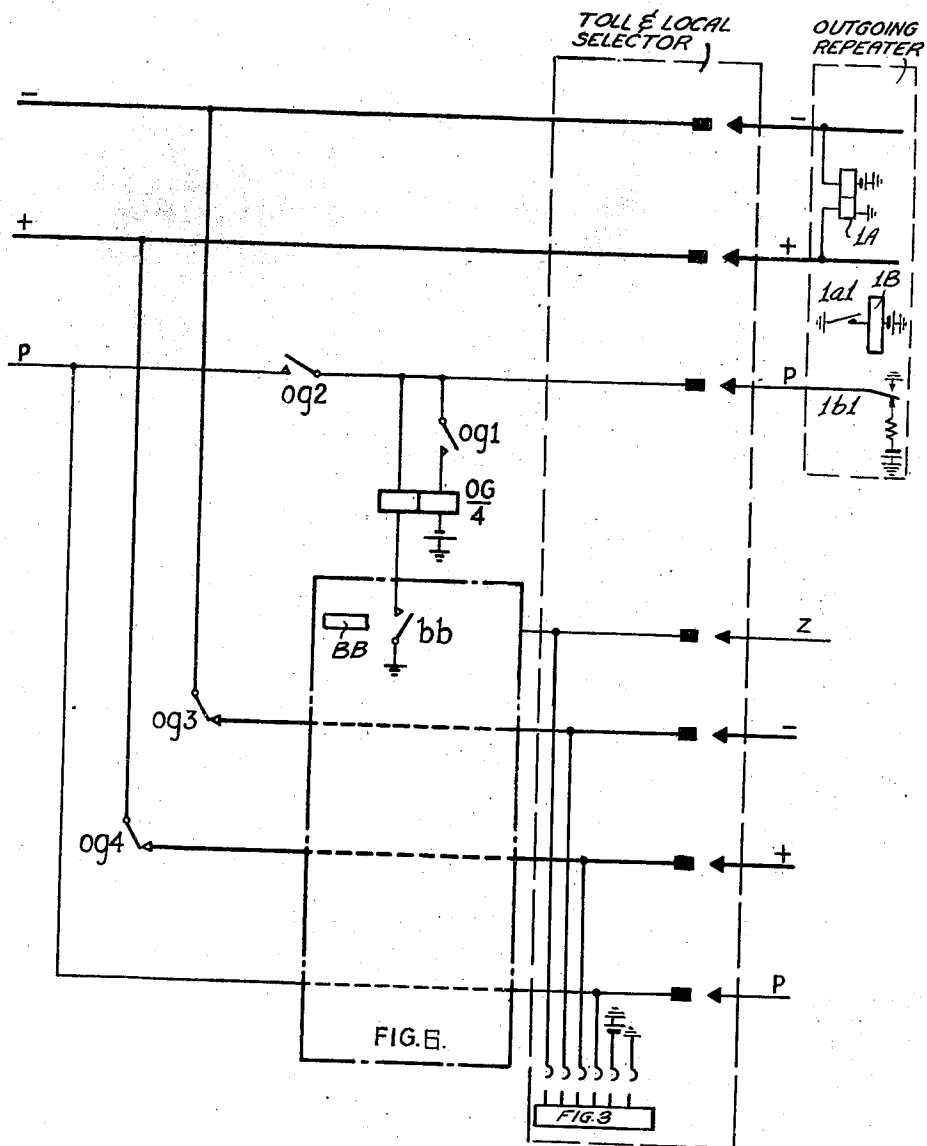 TOLL & LOCAL
SELECTOR
OUTGOING
REPEATER
-
-
1A
+
+
1a1
1B
P
og2
P
1b1
og1
OG
4
BB
bb
Z
og3
-
og4
+
P
FIG.6.
FIG.3